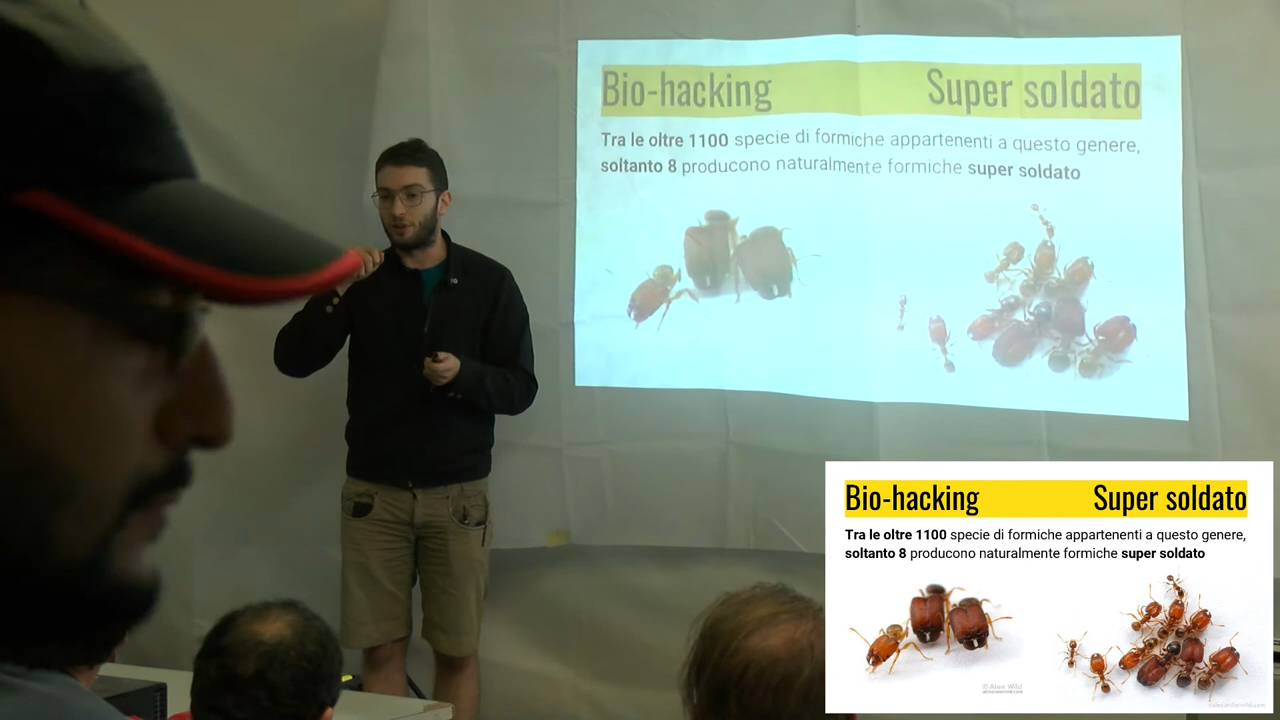 Bio-hacking Super soldato
Tra le oltre 1100 specie di formiche appartenenti a questo genere,
soltanto 8 producono naturalmente formiche super soldato
Bio-hacking Super soldato
Tra le oltre 1100 specie di formiche appartenenti a questo genere,
soltanto 8 producono naturalmente formiche super soldato
© Alex Wild
alexanderwild.com